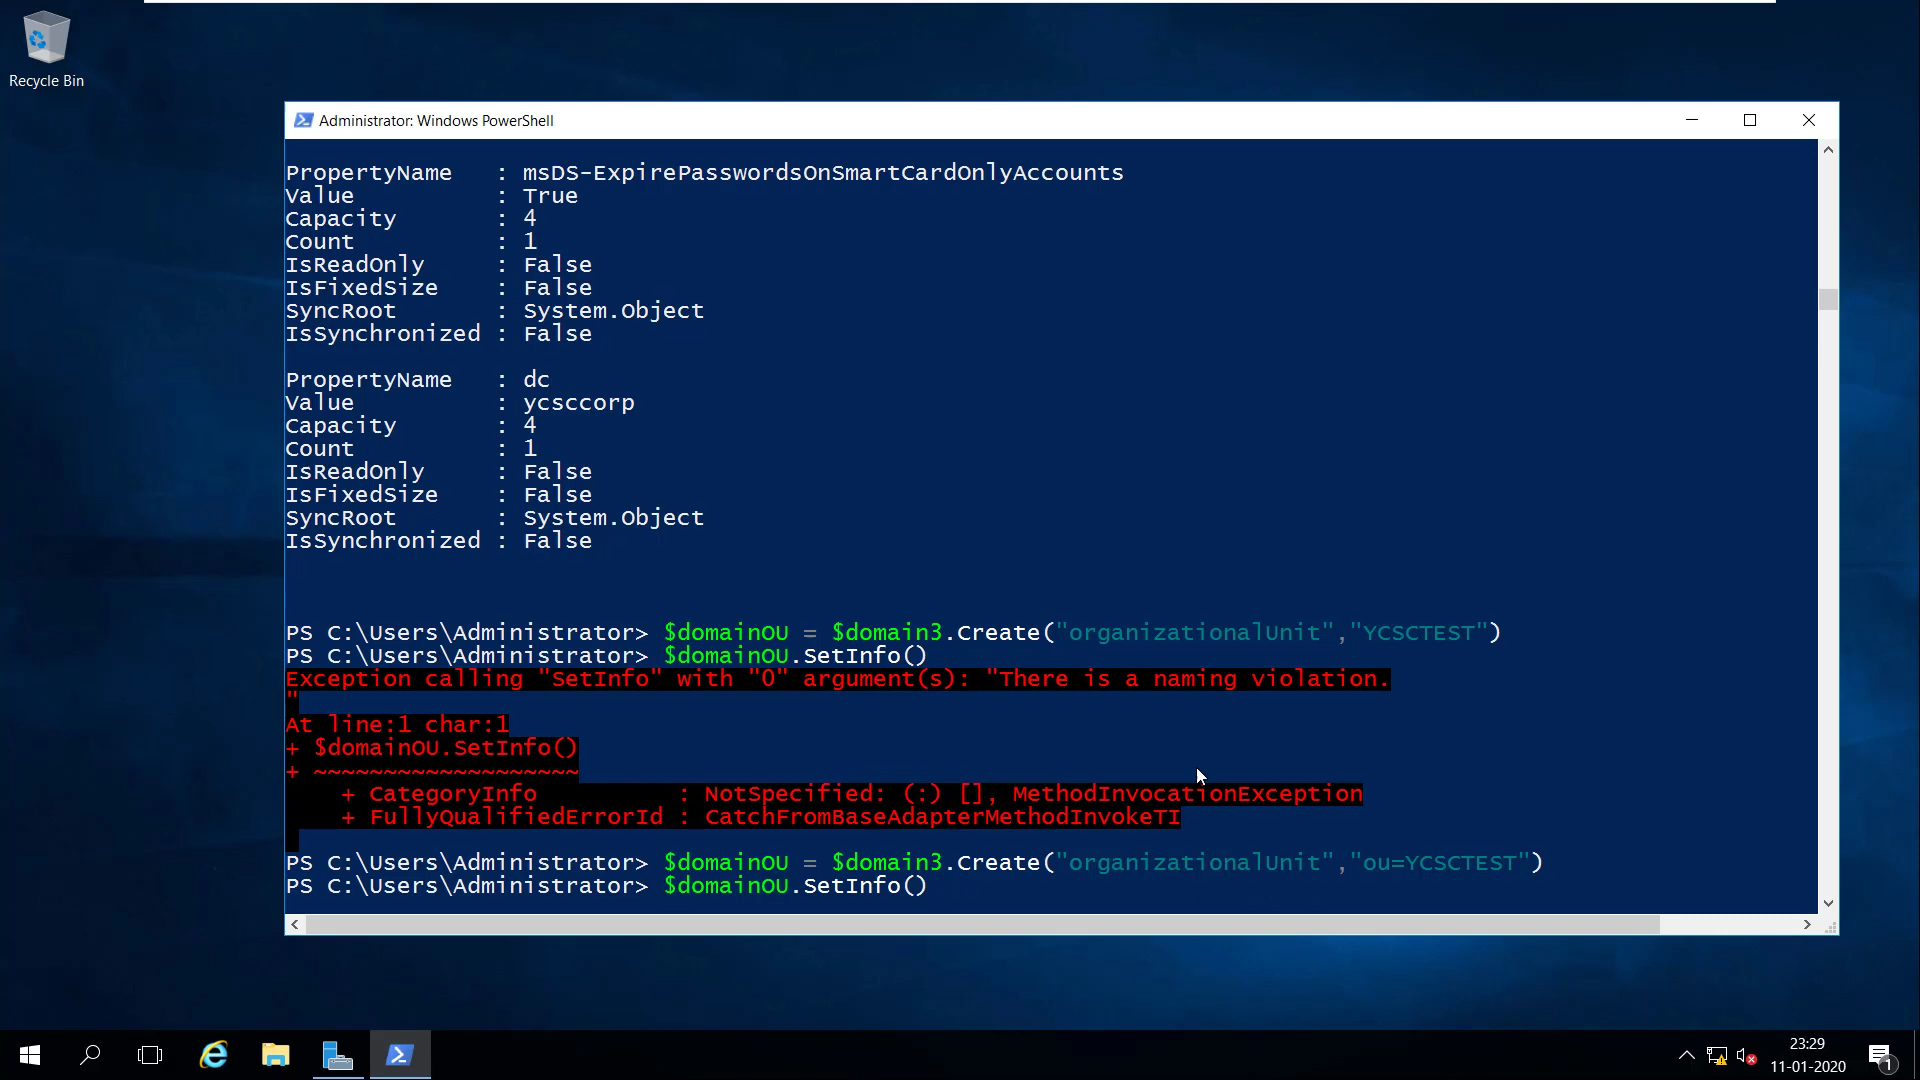 Recycle Bin
Administrator: Windows PowerShell
PropertyName   : msDS-ExpirePasswordsOnSmartCardOnlyAccounts
Value          : True
Capacity       : 4
Count          : 1
IsReadOnly     : False
IsFixedSize    : False
SyncRoot       : System.Object
IsSynchronized : False
PropertyName   : dc
Value          : ycsccorp
Capacity       : 4
Count          : 1
IsReadOnly     : False
IsFixedSize    : False
SyncRoot       : System.Object
IsSynchronized : False
PS C:\Users\Administrator> $domainOU = $domain3.Create("organizationalUnit","YCSCTEST")
PS C:\Users\Administrator> $domainOU.SetInfo()
Exception calling "SetInfo" with "0" argument(s): "There is a naming violation.
"
At line:1 char:1
+ $domainOU.SetInfo()
+ ~~~~~~~~~~~~~~~~~~~
    + CategoryInfo          : NotSpecified: (:) [], MethodInvocationException
    + FullyQualifiedErrorId : CatchFromBaseAdapterMethodInvokeTI
PS C:\Users\Administrator> $domainOU = $domain3.Create("organizationalUnit","ou=YCSCTEST")
PS C:\Users\Administrator> $domainOU.SetInfo()
23:29
11-01-2020
1